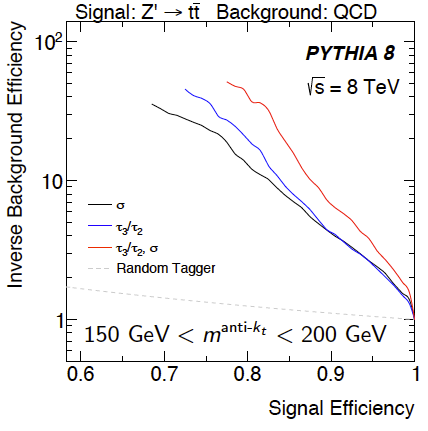 Signal: Z' → tt̄ Background: QCD
PYTHIA 8
√s = 8 TeV
Inverse Background Efficiency
10²
10
1
σ
τ₃/τ₂
τ₃/τ₂, σ
Random Tagger
150 GeV < m^anti-kₜ < 200 GeV
0.6 0.7 0.8 0.9 1
Signal Efficiency